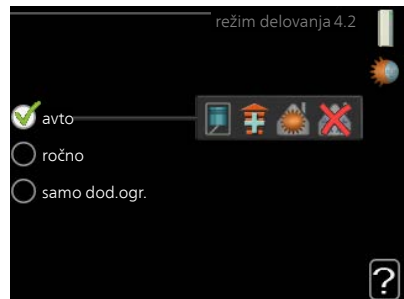 režim delovanja 4.2
avto
ročno
samo dod.ogr.
?